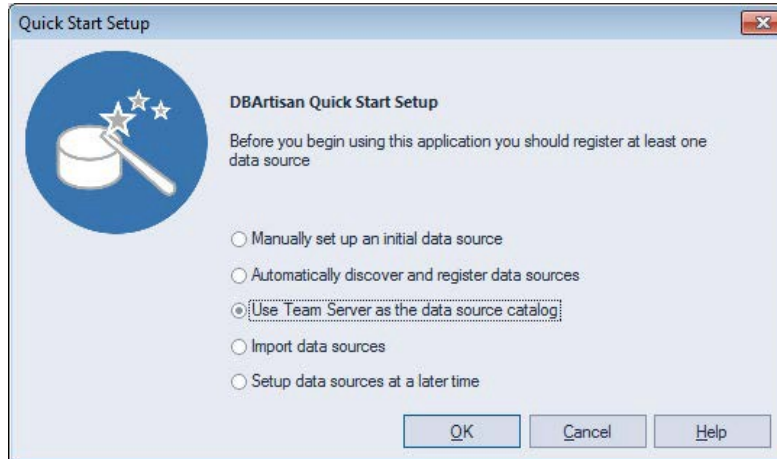 Quick Start Setup
DBArtisan Quick Start Setup
Before you begin using this application you should register at least one
data source
Manually set up an initial data source
Automatically discover and register data sources
Use Team Server as the data source catalog
Import data sources
Setup data sources at a later time
OK
Cancel
Help